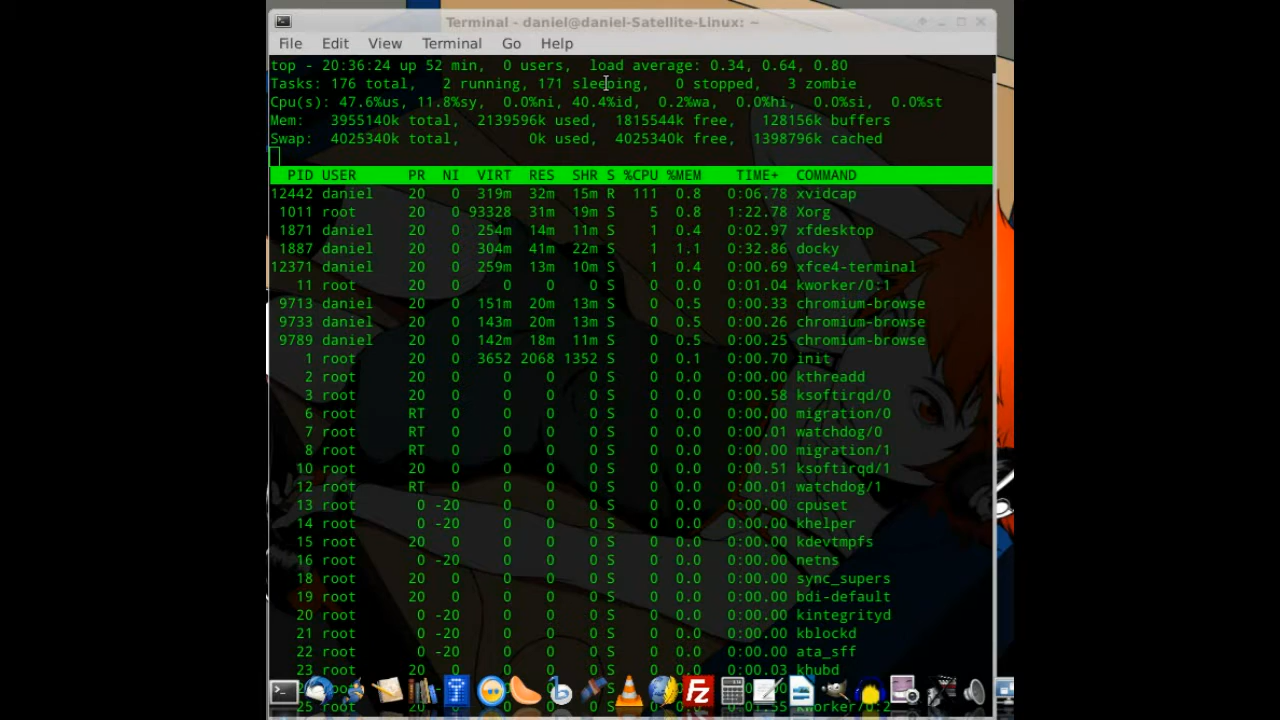 Terminal - daniel@daniel-Satellite-Linux: ~
File Edit View Terminal Go Help
top - 20:36:24 up 52 min, 0 users, load average: 0.34, 0.64, 0.80
Tasks: 176 total, 2 running, 171 sleeping, 0 stopped, 3 zombie
Cpu(s): 47.6%us, 11.8%sy, 0.0%ni, 40.4%id, 0.2%wa, 0.0%hi, 0.0%si, 0.0%st
Mem: 3955140k total, 2139596k used, 1815544k free, 128156k buffers
Swap: 4025340k total, 0k used, 4025340k free, 1398796k cached
PID USER PR NI VIRT RES SHR S %CPU %MEM TIME+ COMMAND
12442 daniel 20 0 319m 32m 15m R 111 0.8 0:06.78 xvidcap
1011 root 20 0 93328 31m 19m S 5 0.8 1:22.78 Xorg
1871 daniel 20 0 254m 14m 11m S 1 0.4 0:02.97 xfdesktop
1887 daniel 20 0 304m 41m 22m S 1 1.1 0:32.86 docky
12371 daniel 20 0 259m 13m 10m S 1 0.4 0:00.69 xfce4-terminal
11 root 20 0 0 0 0 S 0 0.0 0:01.04 kworker/0:1
9713 daniel 20 0 151m 20m 13m S 0 0.5 0:00.33 chromium-browse
9733 daniel 20 0 143m 20m 13m S 0 0.5 0:00.26 chromium-browse
9789 daniel 20 0 142m 18m 11m S 0 0.5 0:00.25 chromium-browse
1 root 20 0 3652 2068 1352 S 0 0.1 0:00.70 init
2 root 20 0 0 0 0 S 0 0.0 0:00.00 kthreadd
3 root 20 0 0 0 0 S 0 0.0 0:00.58 ksoftirqd/0
6 root RT 0 0 0 0 S 0 0.0 0:00.00 migration/0
7 root RT 0 0 0 0 S 0 0.0 0:00.01 watchdog/0
8 root RT 0 0 0 0 S 0 0.0 0:00.00 migration/1
10 root 20 0 0 0 0 S 0 0.0 0:00.51 ksoftirqd/1
12 root RT 0 0 0 0 S 0 0.0 0:00.01 watchdog/1
13 root 0 -20 0 0 0 S 0 0.0 0:00.00 cpuset
14 root 0 -20 0 0 0 S 0 0.0 0:00.00 khelper
15 root 20 0 0 0 0 S 0 0.0 0:00.00 kdevtmpfs
16 root 0 -20 0 0 0 S 0 0.0 0:00.00 netns
18 root 20 0 0 0 0 S 0 0.0 0:00.00 sync_supers
19 root 20 0 0 0 0 S 0 0.0 0:00.00 bdi-default
20 root 0 -20 0 0 0 S 0 0.0 0:00.00 kintegrityd
21 root 0 -20 0 0 0 S 0 0.0 0:00.00 kblockd
22 root 0 -20 0 0 0 S 0 0.0 0:00.00 ata_sff
23 root 20 0 0 0 0 S 0 0.0 0:00.03 khubd
Fz
25 root 20 0 0 0 0 S 0 0.0 0:01.55 kworker/0:2